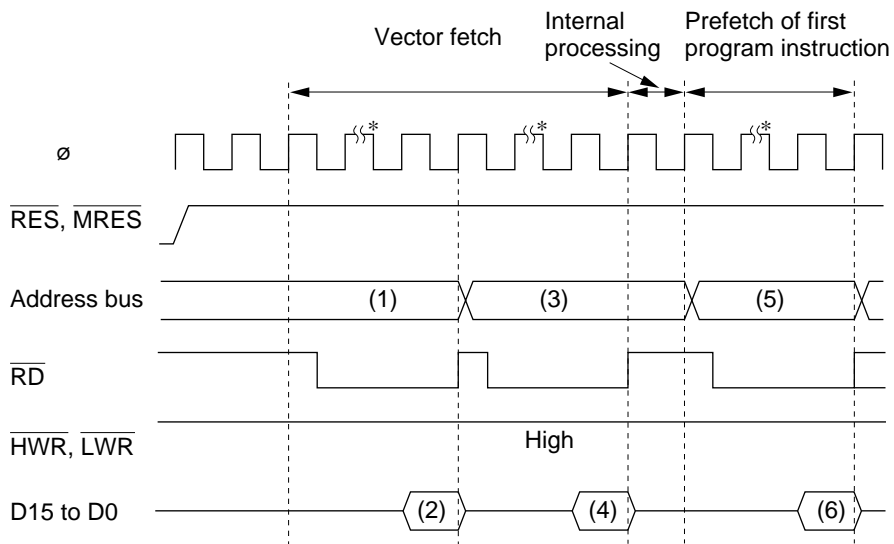 Vector fetch
Internal
processing
Prefetch of first
program instruction
*
*
*
ø
RES, MRES
Address bus
(1)
(3)
(5)
RD
HWR, LWR
High
D15 to D0
(2)
(4)
(6)